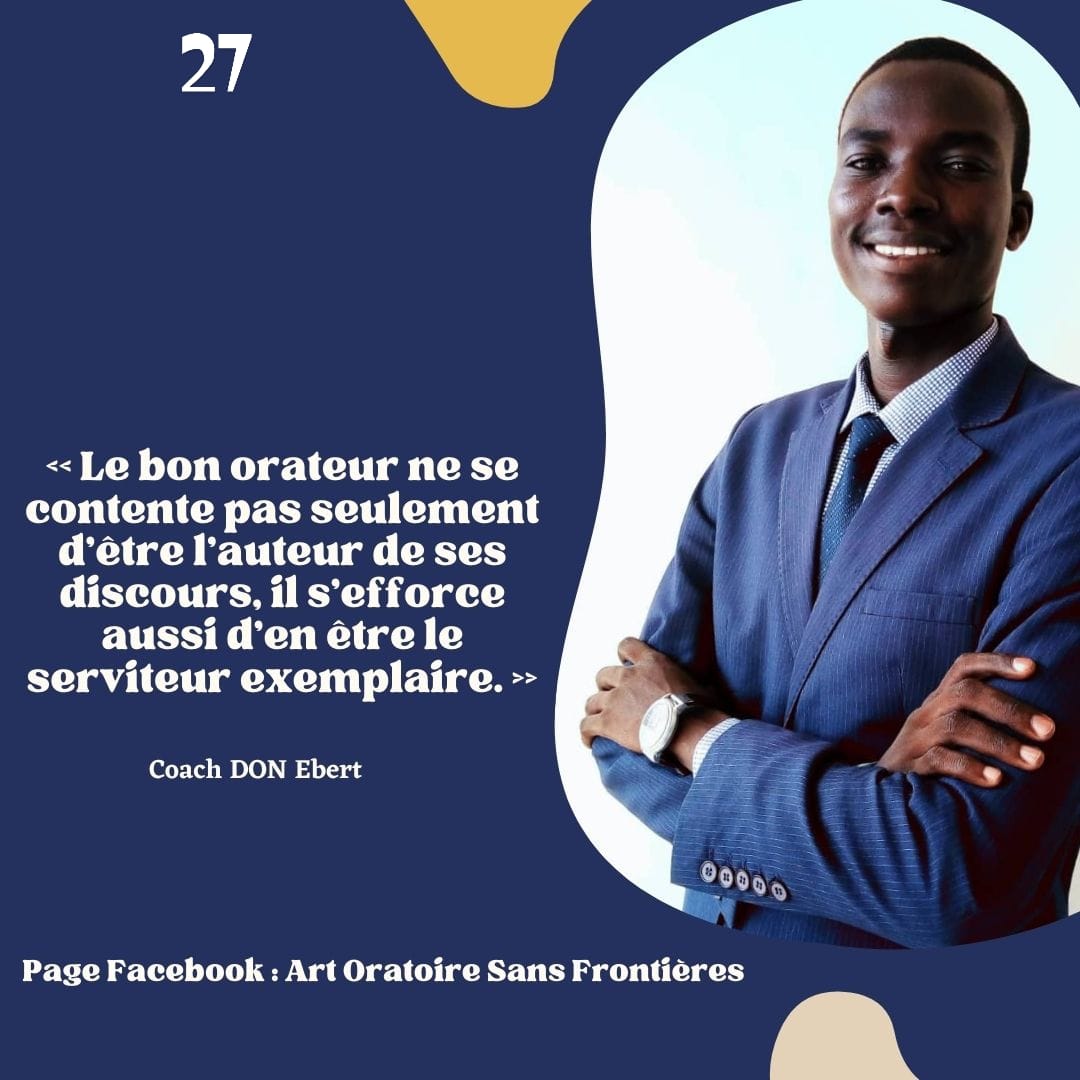 27
<< Le bon orateur ne se
contente pas seulement
d’être l’auteur de ses
discours, il s’efforce
aussi d’en être le
serviteur exemplaire. >>
Coach DON Ebert
Page Facebook : Art Oratoire Sans Frontières